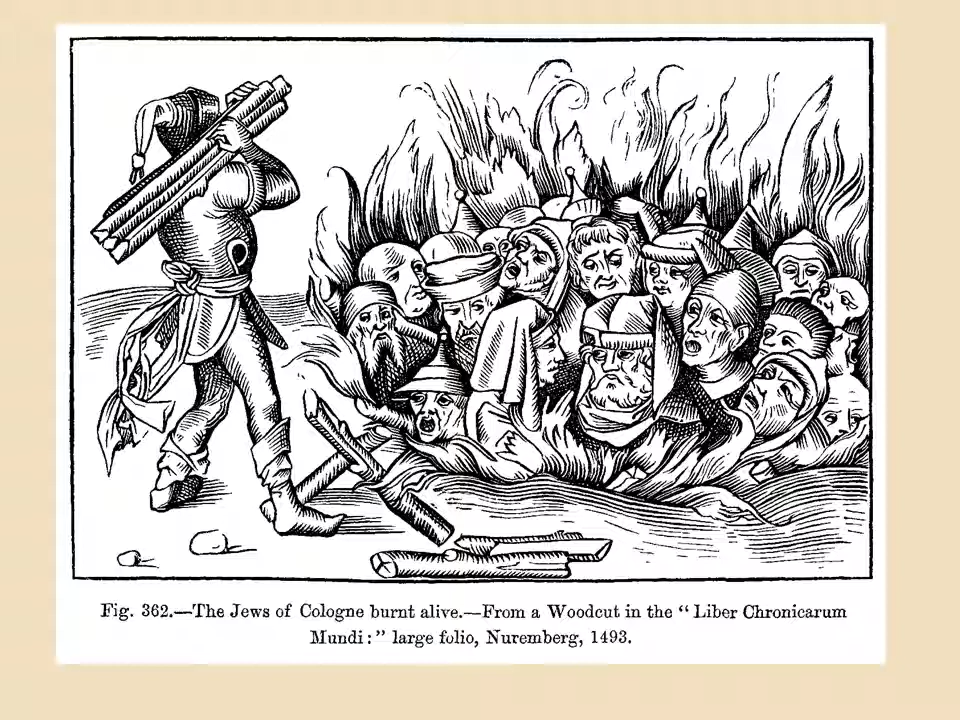 Fig. 362.—The Jews of Cologne burnt alive.—From a Woodcut in the “Liber Chronicarum
Mundi:” large folio, Nuremberg, 1493.